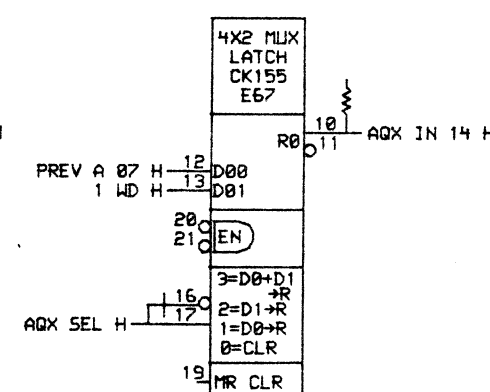 4X2 MUX
LATCH
CK155
E67
10
R0
AQX IN 14 H
11
PREV A 07 H
12
D00
1 WD H
13
D01
20
21
EN
3=D0+D1
→R
16
2=D1→R
AQX SEL H
17
1=D0→R
0=CLR
19
MR CLR